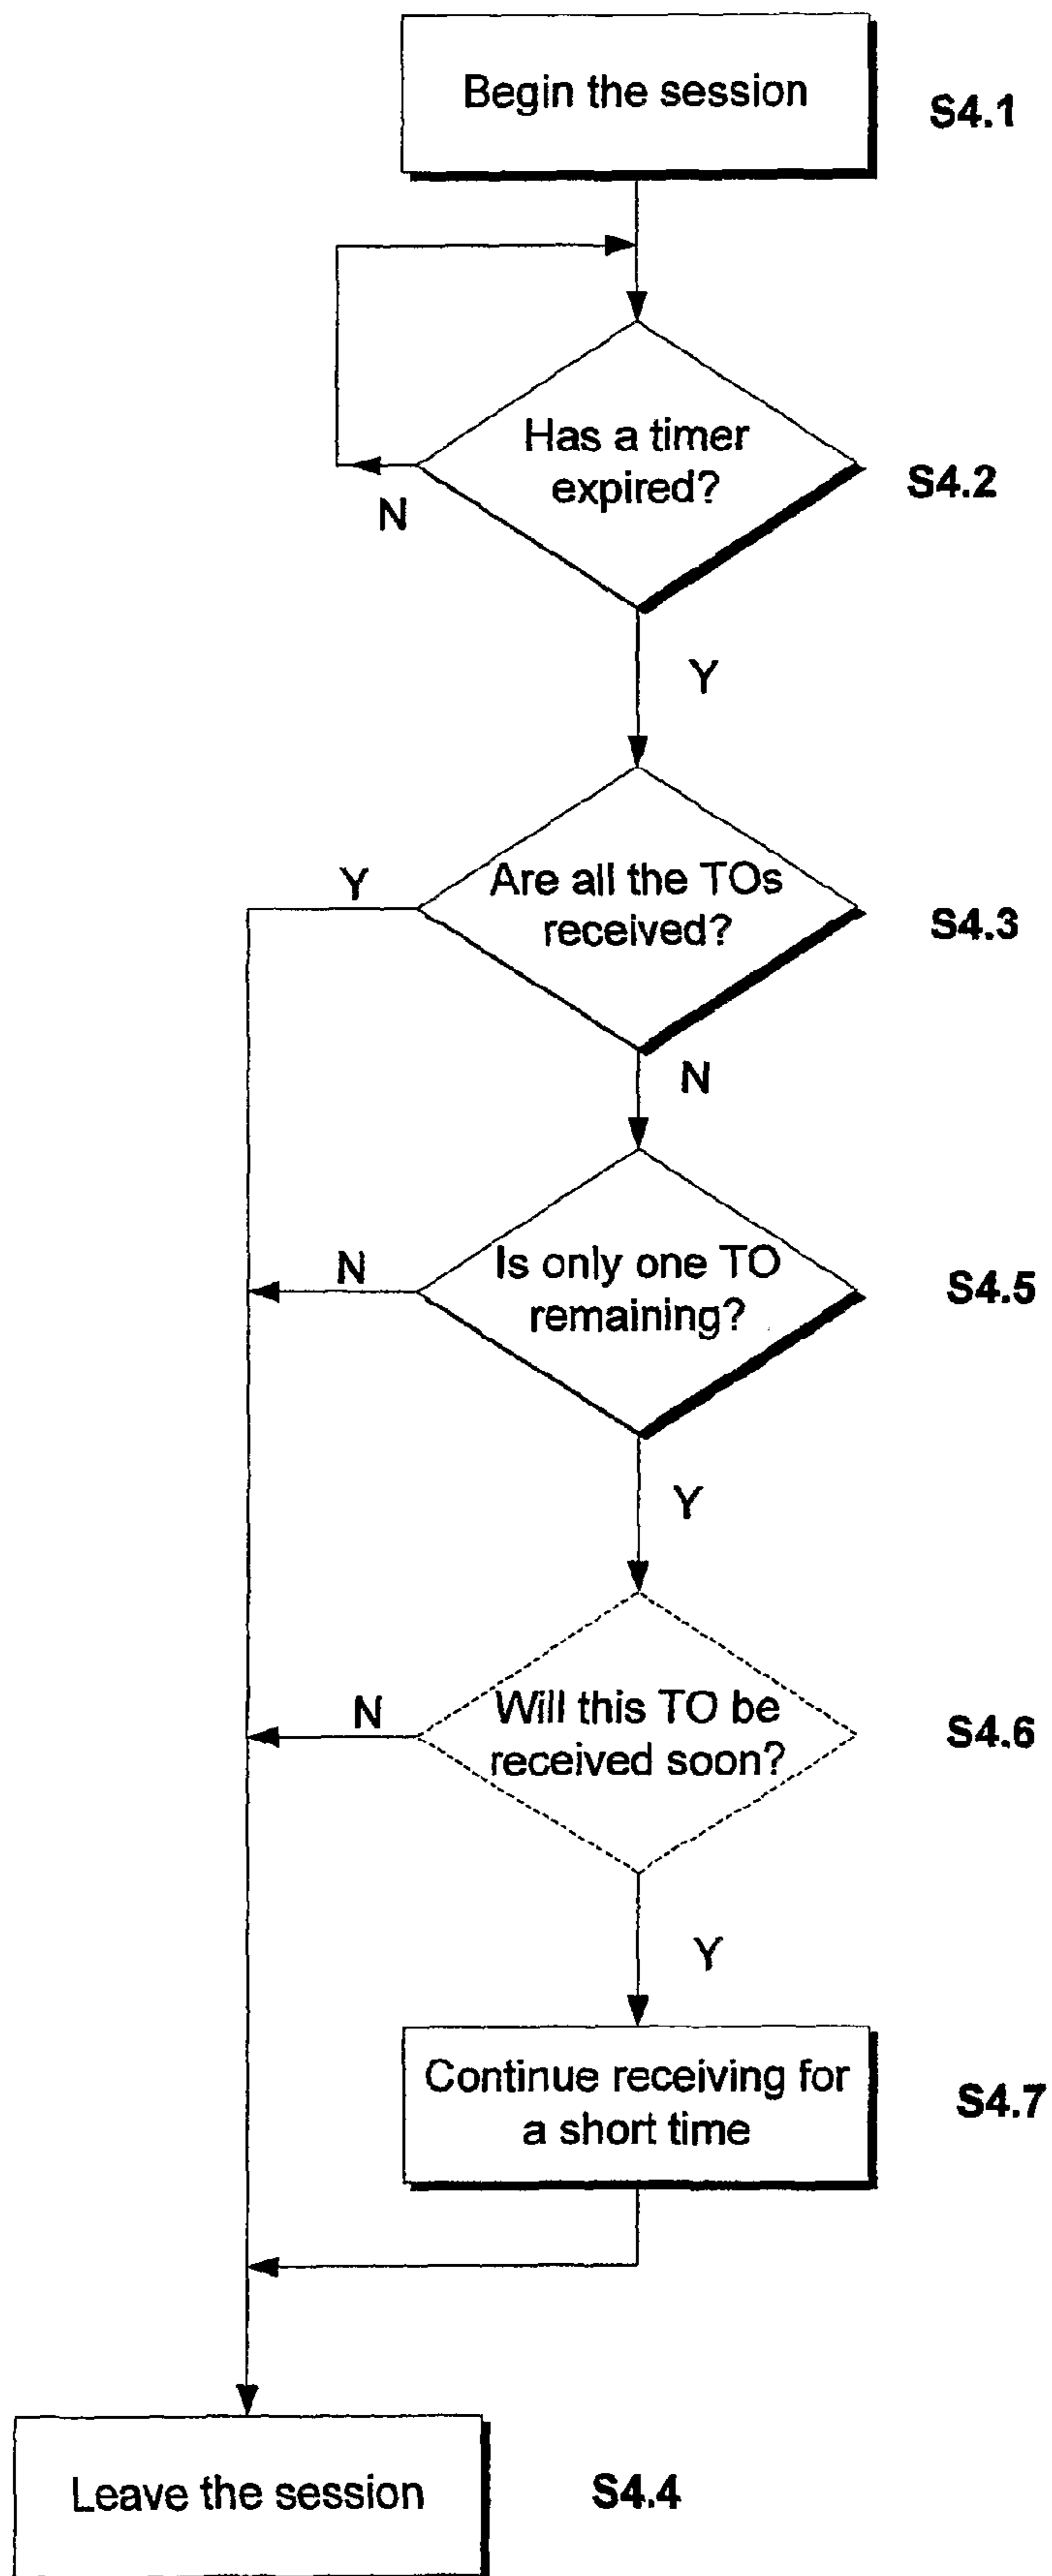 Begin the session
S4.1
Has a timer
expired?
S4.2
N
Y
Are all the TOs
received?
S4.3
Y
N
Is only one TO
remaining?
S4.5
N
Y
Will this TO be
received soon?
S4.6
N
Y
Continue receiving for
a short time
S4.7
Leave the session
S4.4